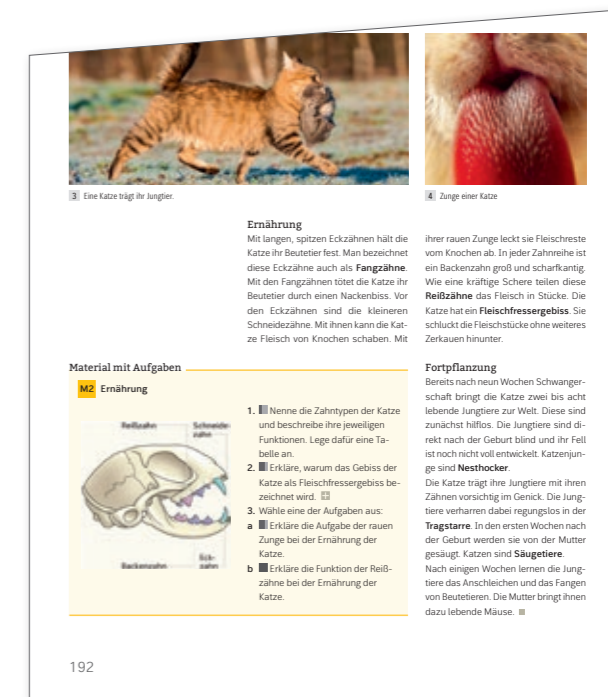 3 Eine Katze trägt ihr Jungtier.
4 Zunge einer Katze
Ernährung
Mit langen, spitzen Eckzähnen hält die
Katze ihr Beutetier fest. Man bezeichnet
diese Eckzähne auch als Fangzähne.
Mit den Fangzähnen tötet die Katze ihr
Beutetier durch einen Nackenbiss. Vor
den Eckzähnen sind die kleineren
Schneidezähne. Mit ihnen kann die Kat-
ze Fleisch von Knochen schaben. Mit
ihrer rauen Zunge leckt sie Fleischreste
vom Knochen ab. In jeder Zahnreihe ist
ein Backenzahn groß und scharfkantig.
Wie eine kräftige Schere teilen diese
Reißzähne das Fleisch in Stücke. Die
Katze hat ein Fleischfressergebiss. Sie
schluckt die Fleischstücke ohne weiteres
Zerkauen hinunter.
Material mit Aufgaben
M2 Ernährung
Reißzahn
Schneide-
zahn
Backenzahn
Eck-
zahn
1. Nenne die Zahntypen der Katze
und beschreibe ihre jeweiligen
Funktionen. Lege dafür eine Ta-
belle an.
2. Erkläre, warum das Gebiss der
Katze als Fleischfressergebiss be-
zeichnet wird.
3. Wähle eine der Aufgaben aus:
a Erkläre die Aufgabe der rauen
Zunge bei der Ernährung der
Katze.
b Erkläre die Funktion der Reiß-
zähne bei der Ernährung der
Katze.
Fortpflanzung
Bereits nach neun Wochen Schwanger-
schaft bringt die Katze zwei bis acht
lebende Jungtiere zur Welt. Diese sind
zunächst hilflos. Die Jungtiere sind di-
rekt nach der Geburt blind und ihr Fell
ist noch nicht voll entwickelt. Katzenjun-
ge sind Nesthocker.
Die Katze trägt ihre Jungtiere mit ihren
Zähnen vorsichtig im Genick. Die Jung-
tiere verharren dabei regungslos in der
Tragstarre. In den ersten Wochen nach
der Geburt werden sie von der Mutter
gesäugt. Katzen sind Säugetiere.
Nach einigen Wochen lernen die Jung-
tiere das Anschleichen und das Fangen
von Beutetieren. Die Mutter bringt ihnen
dazu lebende Mäuse.
192